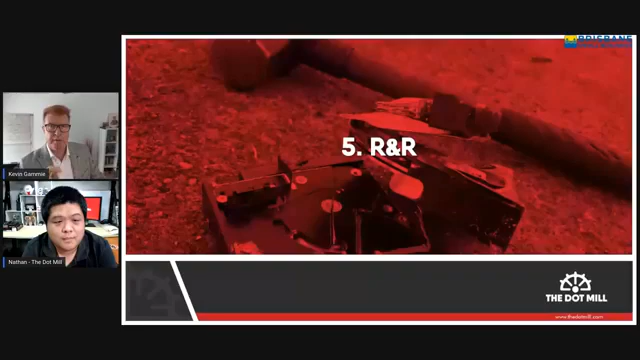 BRISBANE
5. R&R
Kevin Gammie
Nathan - The Dot Mill
THE DOT MILL
www.thedotmill.com